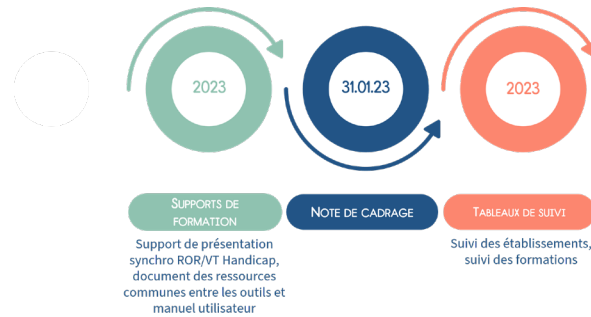 2023
31.01.23
2023
SUPPORTS DE
FORMATION
NOTE DE CADRAGE
TABLEAUX DE SUIVI
Support de présentation
synchro ROR/VT Handicap,
document des ressources
communes entre les outils et
manuel utilisateur
Suivi des établissements,
suivi des formations